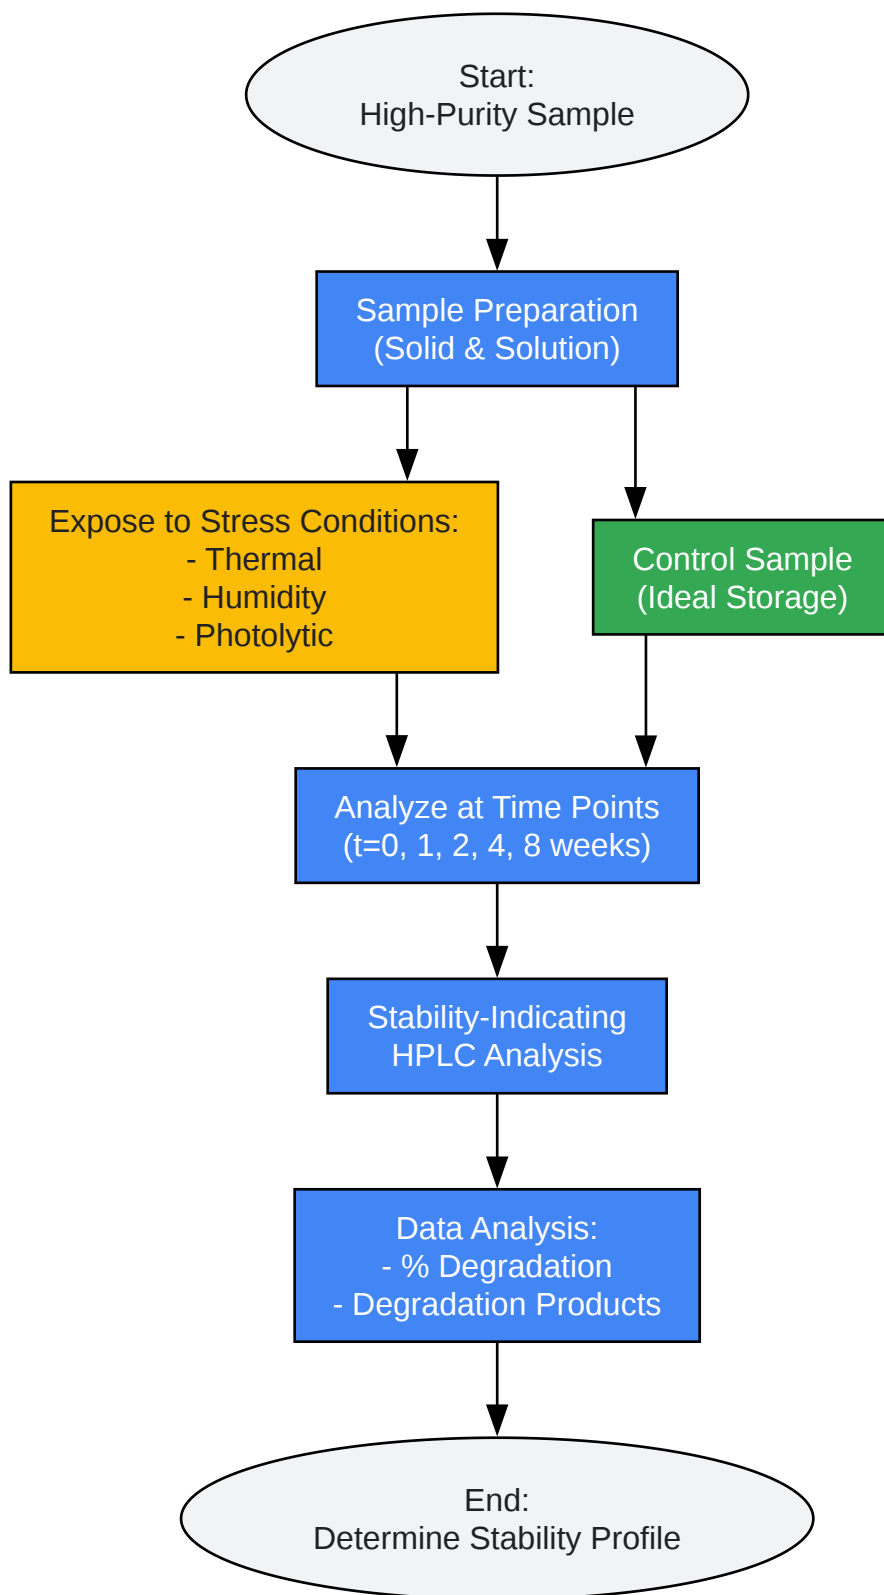 Start:
High-Purity Sample
Sample Preparation
(Solid & Solution)
Expose to Stress Conditions:
- Thermal
- Humidity
- Photolytic
Control Sample
(Ideal Storage)
Analyze at Time Points
(t=0, 1, 2, 4, 8 weeks)
Stability-Indicating
HPLC Analysis
Data Analysis:
- % Degradation
- Degradation Products
End:
Determine Stability Profile